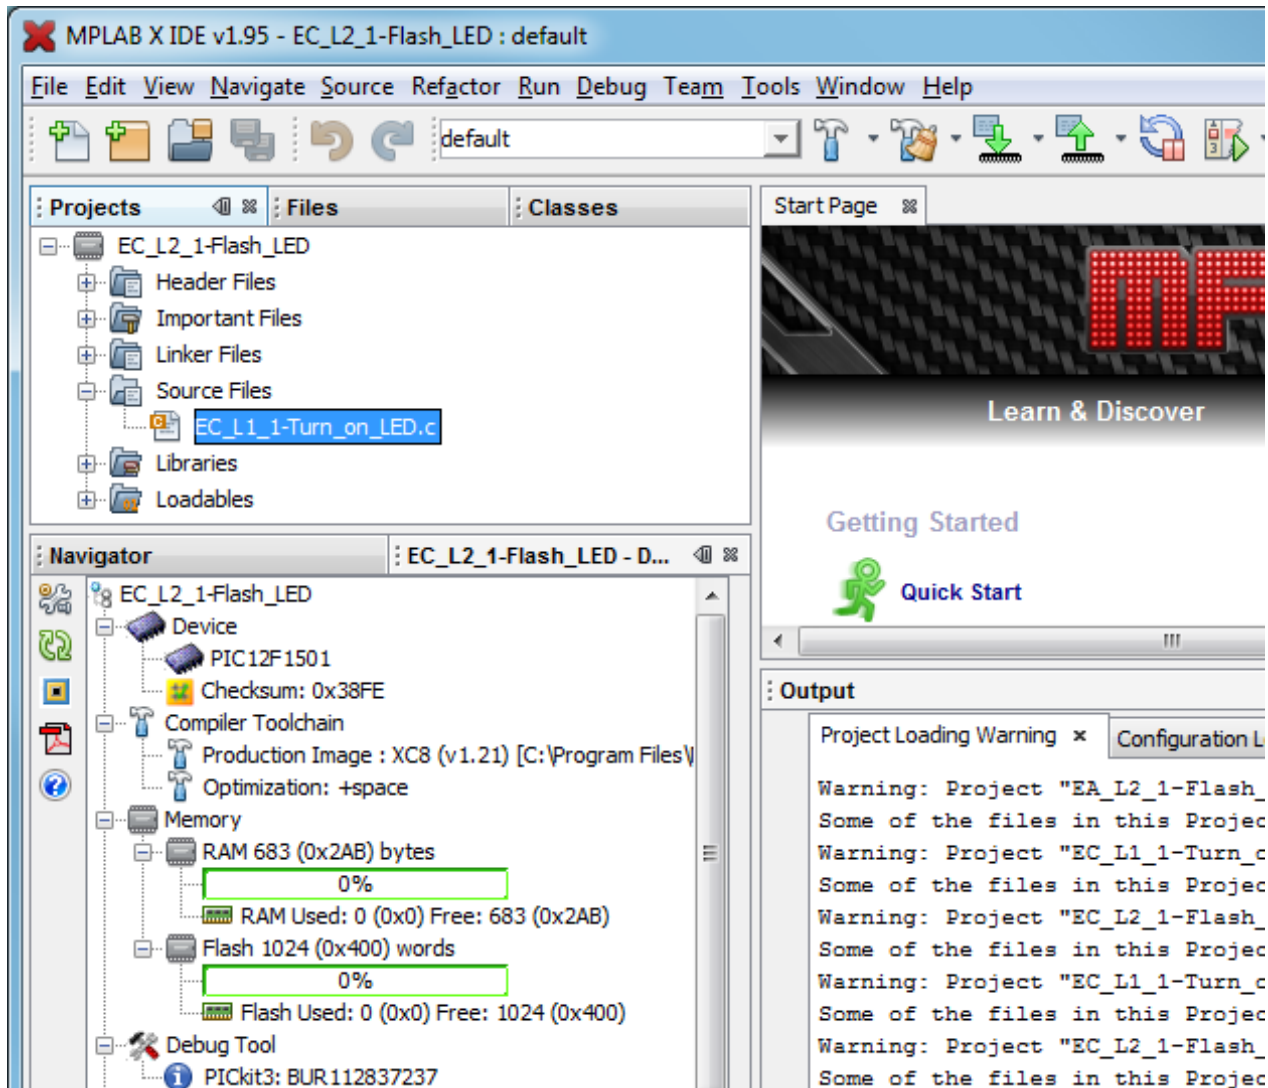 MPLAB X IDE v1.95 - EC_L2_1-Flash_LED : default
File Edit View Navigate Source Refactor Run Debug Team Tools Window Help
default
Projects Files Classes
EC_L2_1-Flash_LED
Header Files
Important Files
Linker Files
Source Files
EC_L1_1-Turn_on_LED.c
Libraries
Loadables
Start Page
Learn & Discover
Getting Started
Quick Start
Navigator EC_L2_1-Flash_LED - D...
EC_L2_1-Flash_LED
Device
PIC12F1501
Checksum: 0x38FE
Compiler Toolchain
Production Image : XC8 (v1.21) [C:\Program Files\
Optimization: +space
Memory
RAM 683 (0x2AB) bytes
0%
RAM Used: 0 (0x0) Free: 683 (0x2AB)
Flash 1024 (0x400) words
0%
Flash Used: 0 (0x0) Free: 1024 (0x400)
Debug Tool
PICkit3: BUR112837237
Output
Project Loading Warning Configuration
Warning: Project "EA_L2_1-Flash_
Some of the files in this Projec
Warning: Project "EC_L1_1-Turn_
Some of the files in this Projec
Warning: Project "EC_L2_1-Flash_
Some of the files in this Projec
Warning: Project "EC_L1_1-Turn_
Some of the files in this Projec
Warning: Project "EC_L2_1-Flash_
Some of the files in this Projec